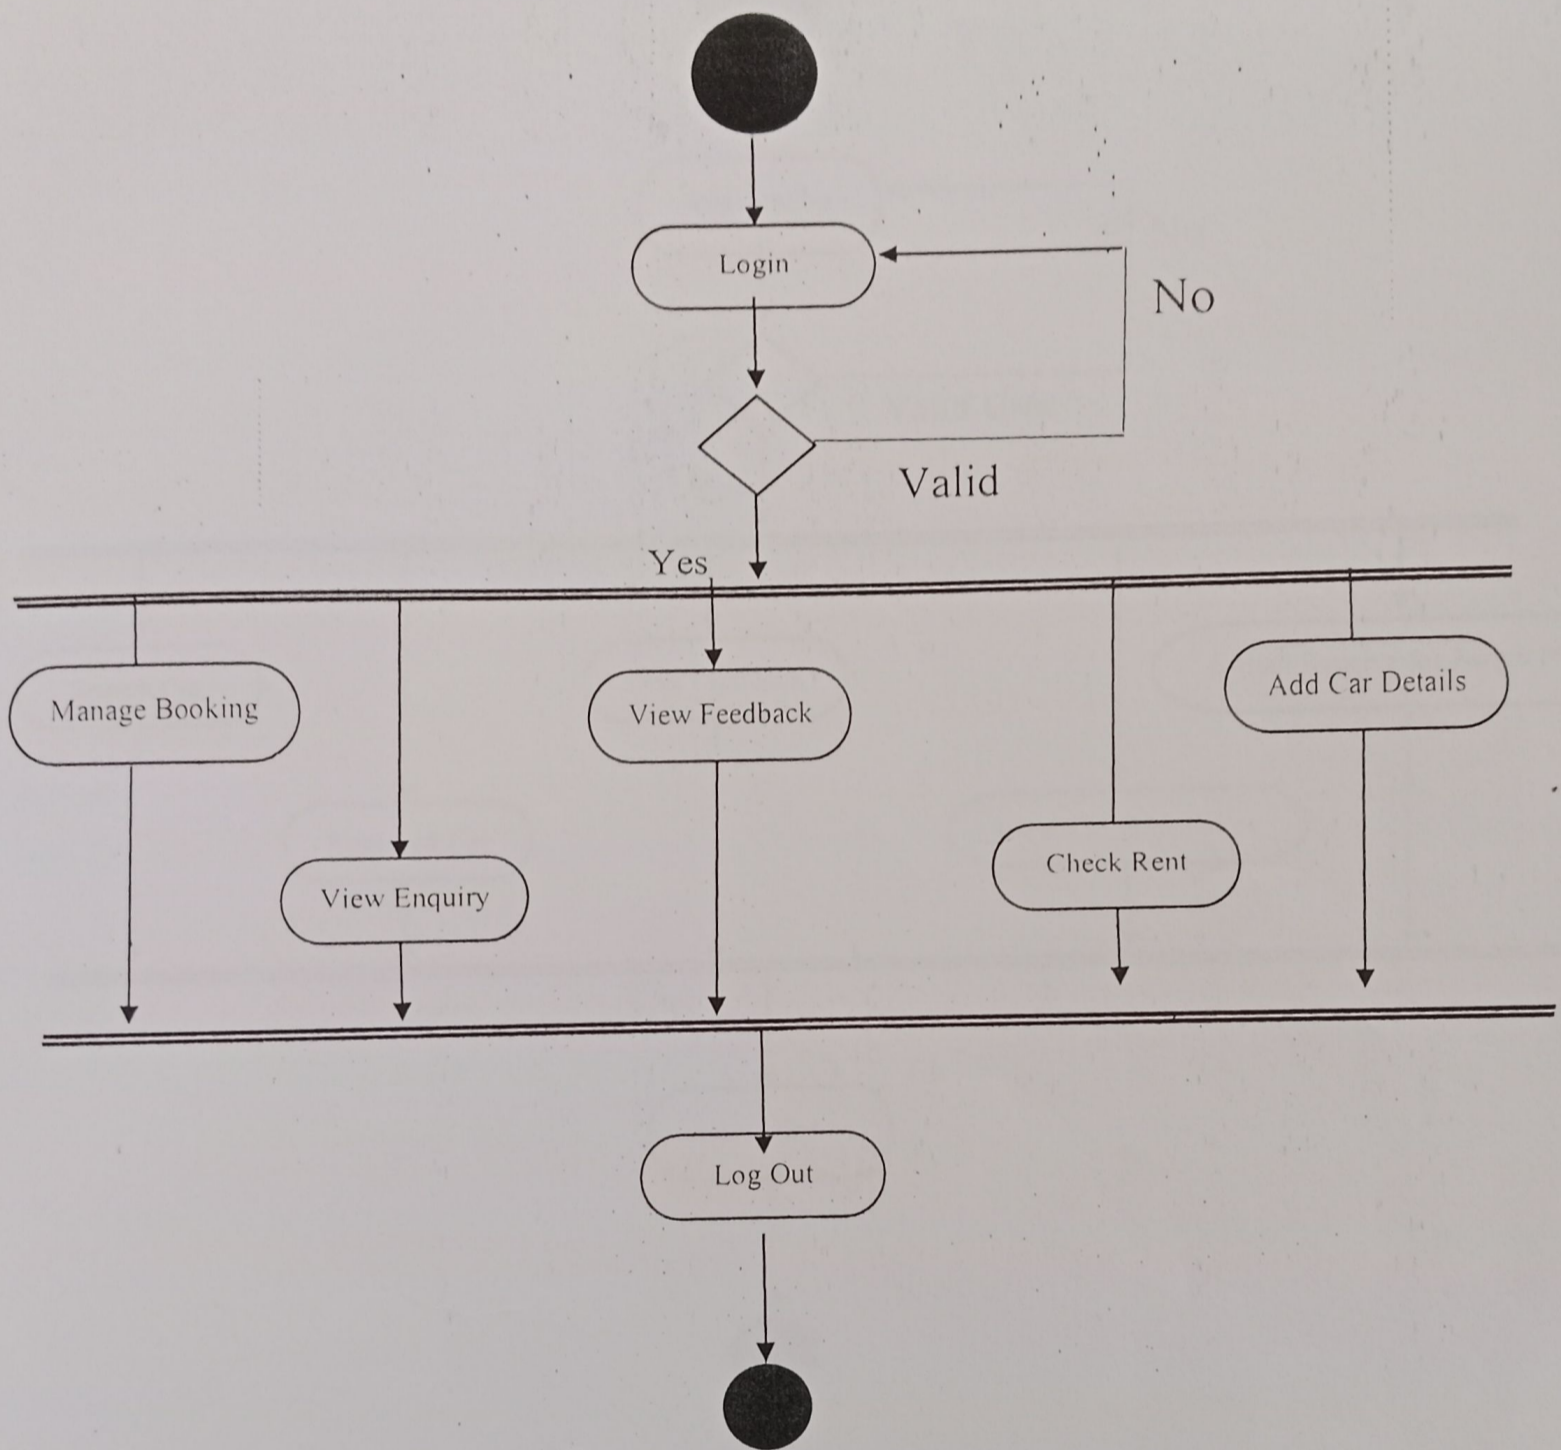 Login
No
Valid
Yes
Manage Booking
View Feedback
Add Car Details
View Enquiry
Check Rent
Log Out